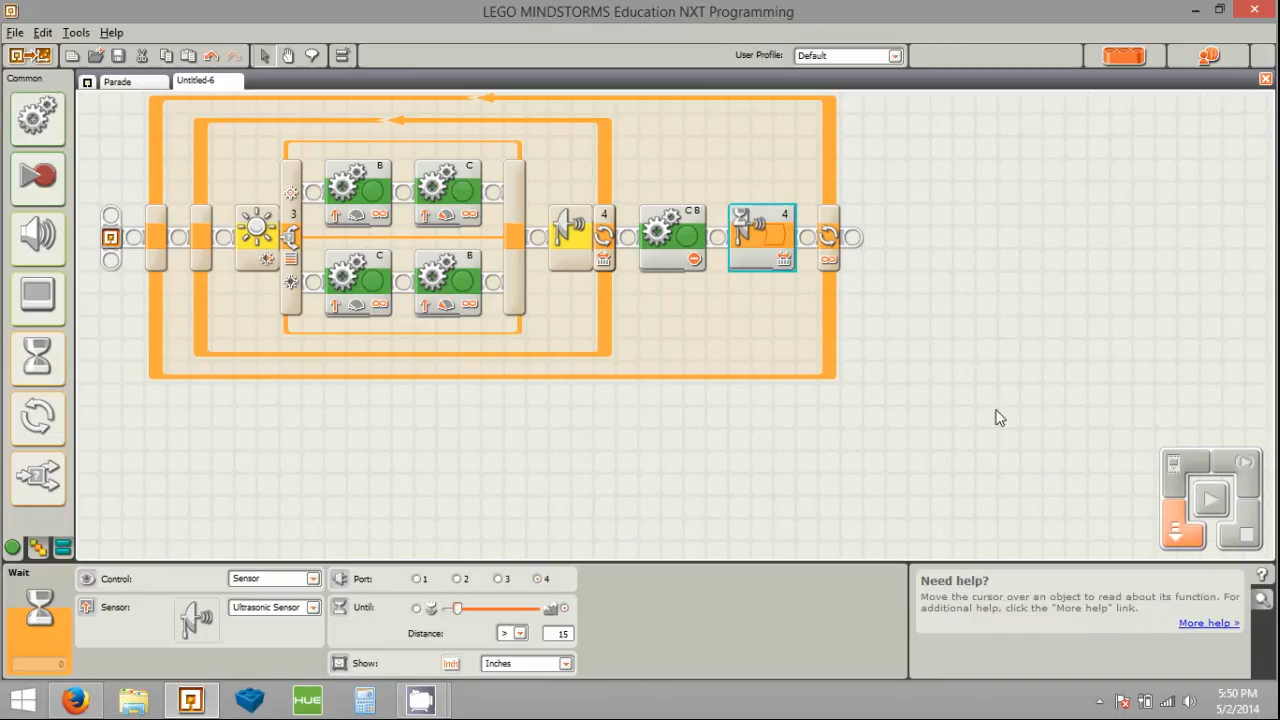 LEGO MINDSTORMS Education NXT Programming
File Edit Tools Help
User Profile: Default
Common
Parade
Untitled-6
B
C
3
C
B
4
C B
4
Wait
0
Control: Sensor
Sensor: Ultrasonic Sensor
Port: 1 2 3 4
Until:
Distance: > 15
Show: Inch Inches
Need help?
Move the cursor over an object to read about its function. For
additional help, click the "More help" link.
More help »
?
HUE
5:50 PM
5/2/2014